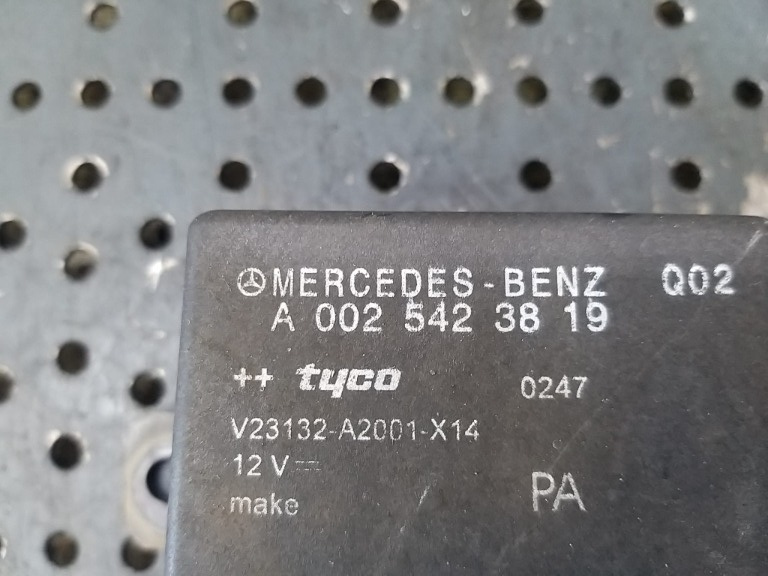 MERCEDES-BENZ Q02
A 002 542 38 19
++ tyco 0247
V23132-A2001-X14
12 V
make PA